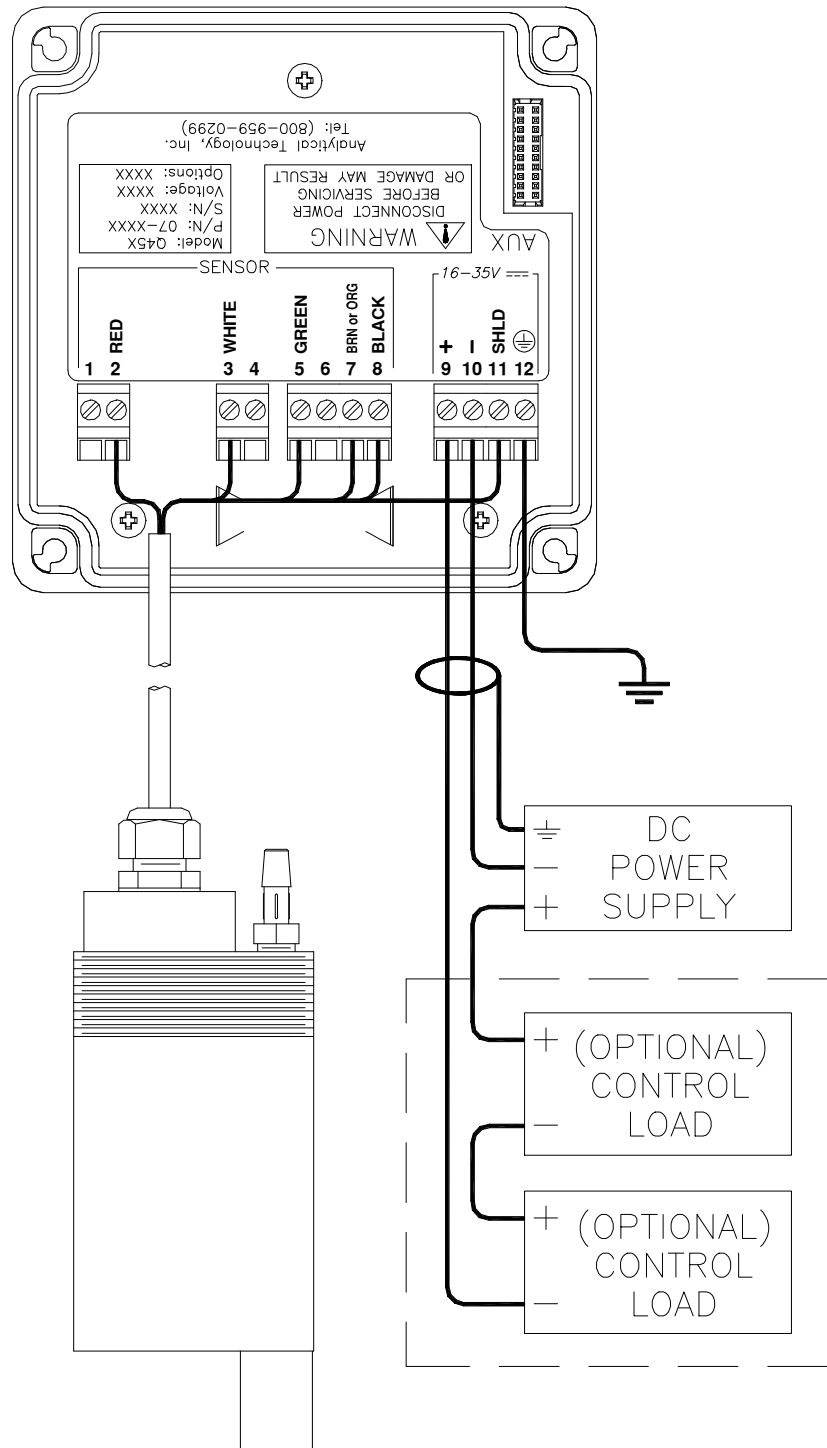 Analytical Technology, Inc.
Tel: (800-959-0299)
Model: Q45X
P/N: 07-XXXX
S/N: XXXX
Voltage: XXXX
Options: XXXX
WARNING
DISCONNECT POWER
BEFORE SERVICING
OR DAMAGE MAY RESULT
AUX
SENSOR
16-35V
RED
WHITE
GREEN
BRN or ORG
BLACK
+
-
SHLD
1 2 3 4 5 6 7 8 9 10 11 12
DC
POWER
SUPPLY
-
+
+
(OPTIONAL)
CONTROL
LOAD
-
+
(OPTIONAL)
CONTROL
LOAD
-